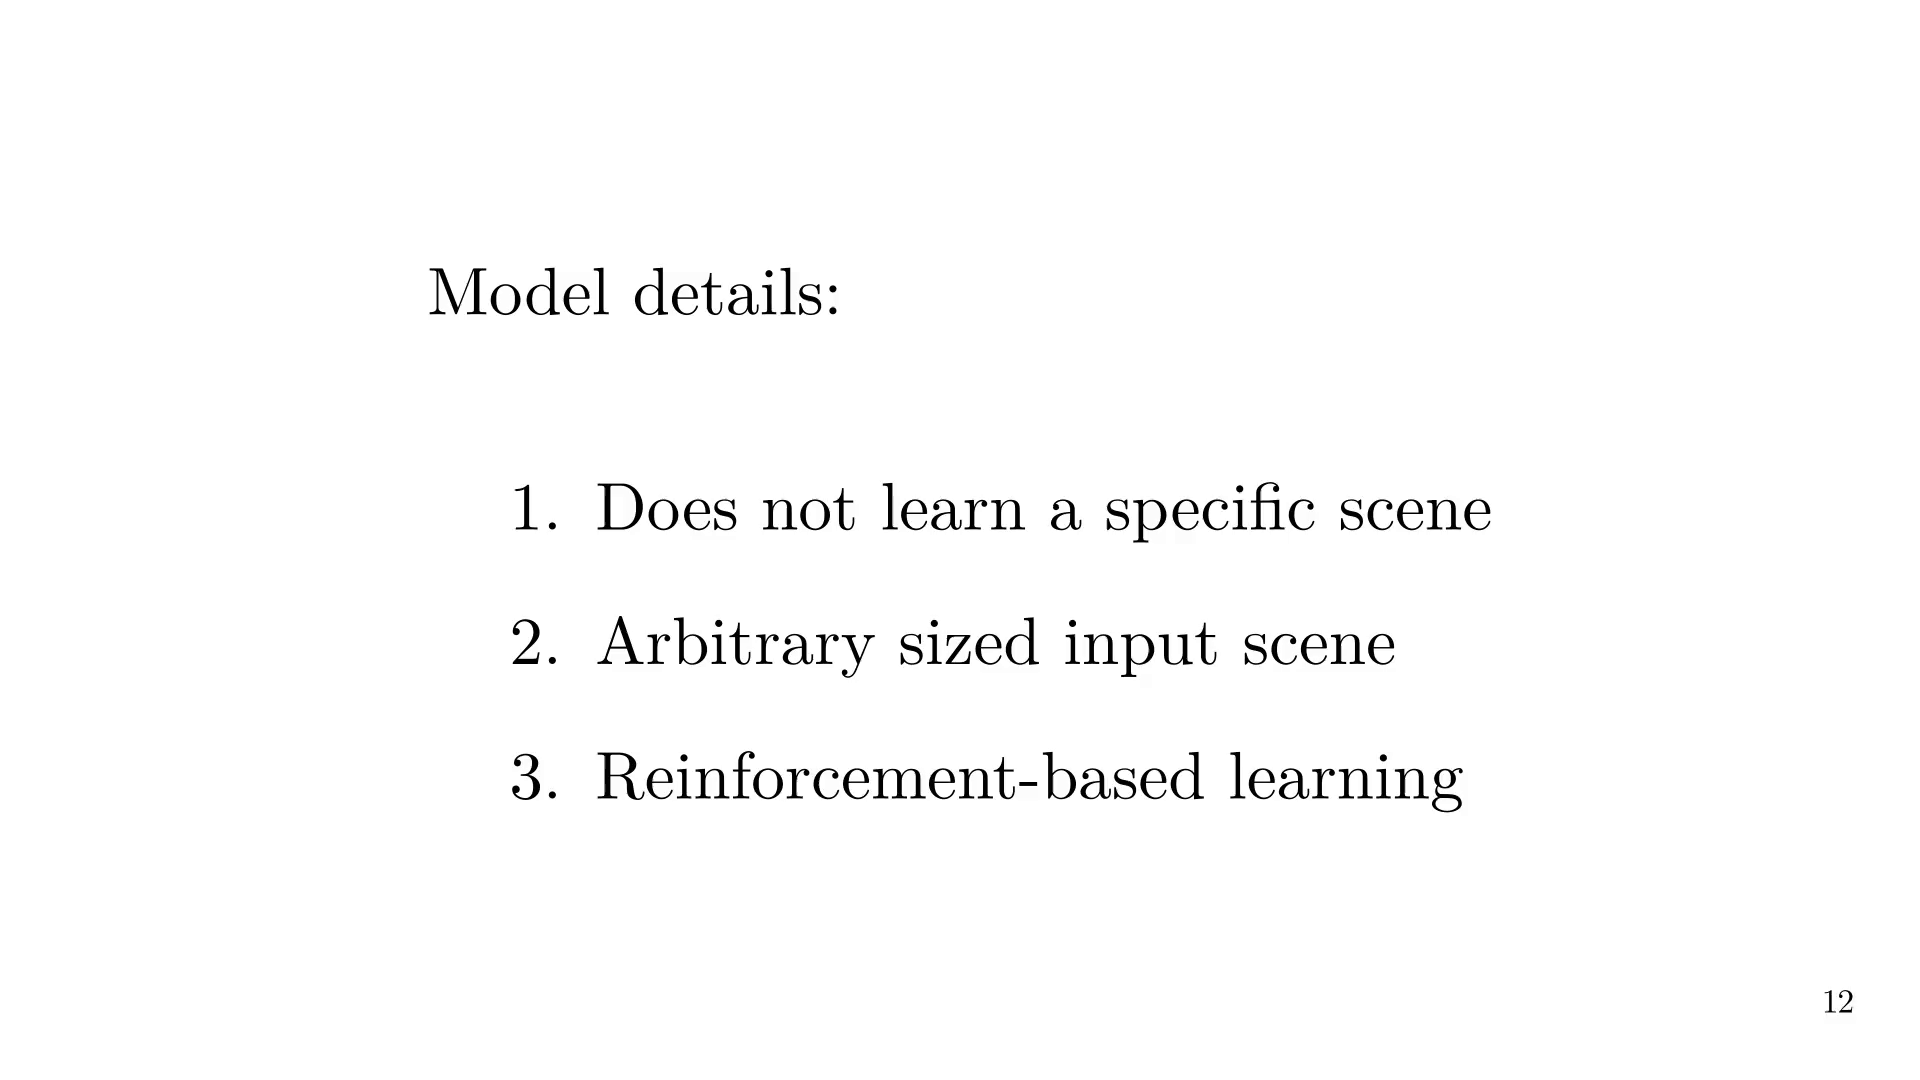 Model details:
1. Does not learn a specific scene
2. Arbitrary sized input scene
3. Reinforcement-based learning
12